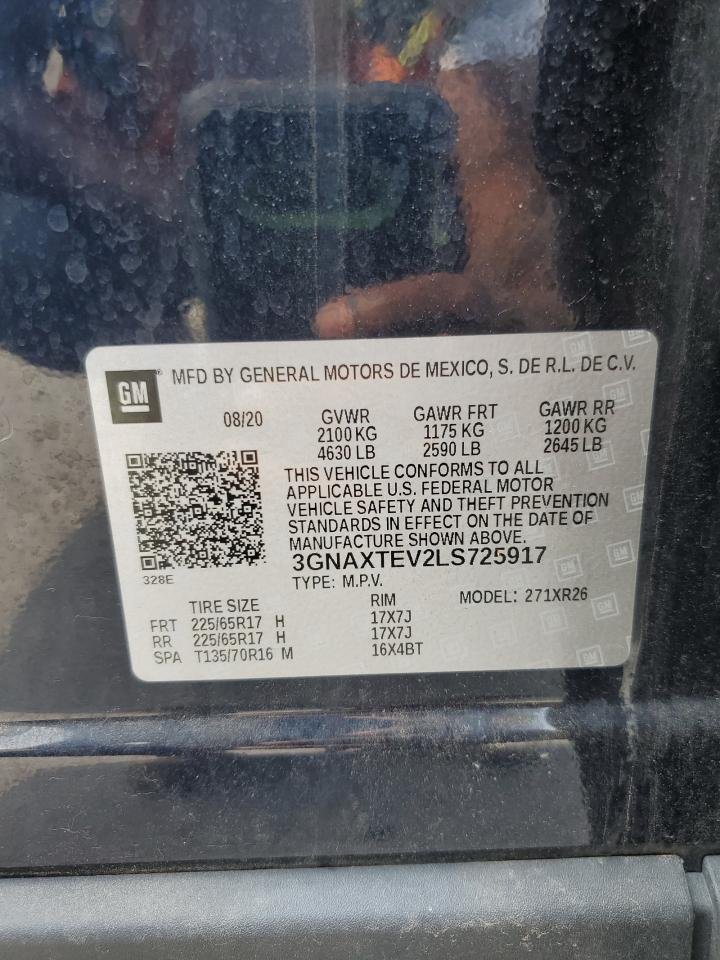 GM ® MFD BY GENERAL MOTORS DE MEXICO, S. DE R.L. DE C.V.
08/20 GVWR GAWR FRT GAWR RR
2100 KG 1175 KG 1200 KG
4630 LB 2590 LB 2645 LB
THIS VEHICLE CONFORMS TO ALL
APPLICABLE U.S. FEDERAL MOTOR
VEHICLE SAFETY AND THEFT PREVENTION
STANDARDS IN EFFECT ON THE DATE OF
MANUFACTURE SHOWN ABOVE.
3GNAXTEV2LS725917
328E
TYPE: M.P.V.
TIRE SIZE RIM MODEL: 271XR26
FRT 225/65R17 H 17X7J
RR 225/65R17 H 17X7J
SPA T135/70R16 M 16X4BT